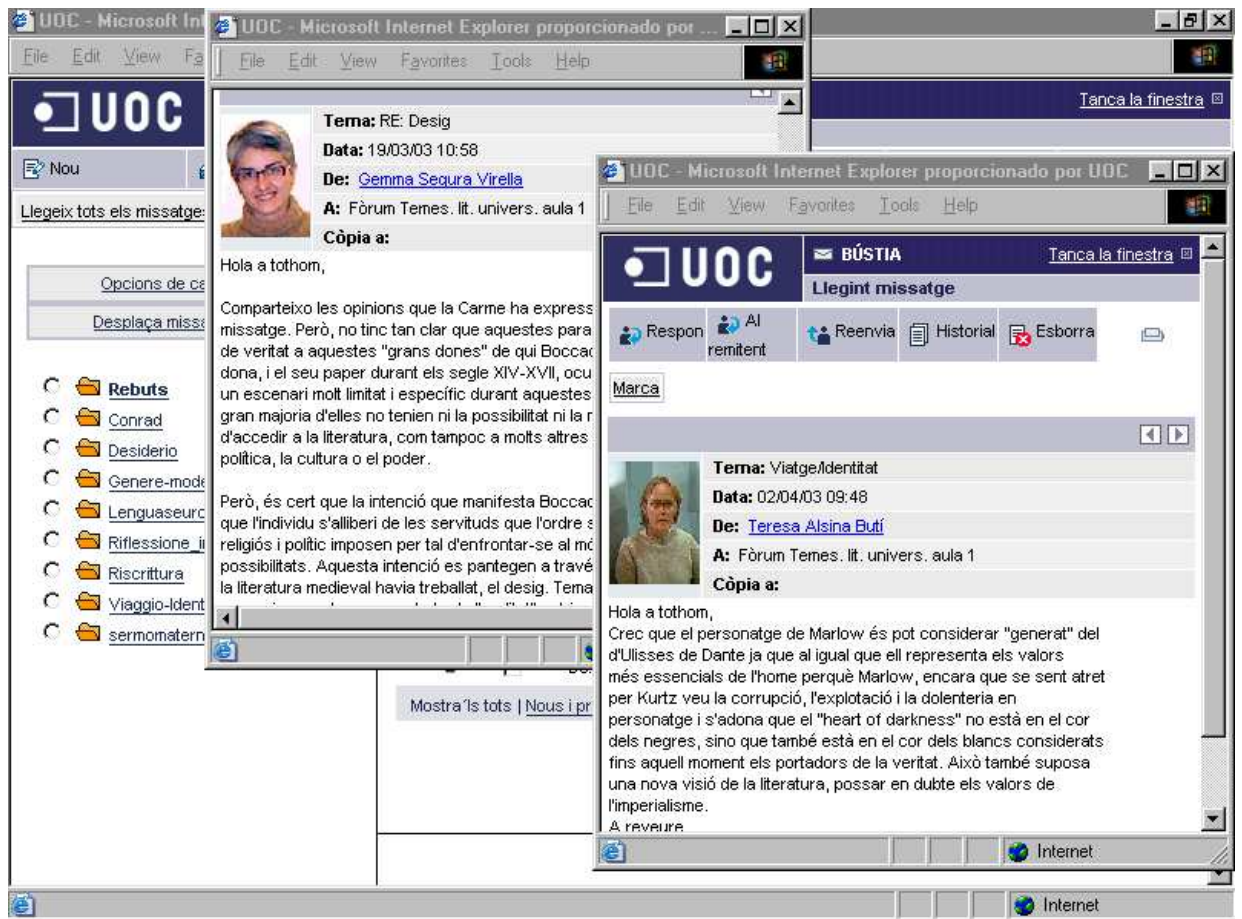 UOC - Microsoft Int
File Edit View Fa
UOC
Tanca la finestra
Nou
Llegeix tots els missatges
Opcions de ca
Desplaça missa
Rebuts
Conrad
Desiderio
Genere-mode
Lenguaseuro
Riflessione_i
Riscrittura
Viaggio-Ident
sermomatern
Mostra´ls tots | Nous i pr
Internet
UOC - Microsoft Internet Explorer proporcionado por ...
File Edit View Favorites Tools Help
Tema: RE: Desig
Data: 19/03/03 10:58
De: Gemma Segura Virella
A: Fòrum Temes. lit. univers. aula 1
Còpia a:
Hola a tothom,
Comparteixo les opinions que la Carme ha express
missatge. Però, no tinc tan clar que aquestes para
de veritat a aquestes "grans dones" de qui Boccac
dona, i el seu paper durant els segle XIV-XVII, ocu
un escenari molt limitat i específic durant aquestes
gran majoria d'elles no tenien ni la possibilitat ni la
d'accedir a la literatura, com tampoc a molts altres
política, la cultura o el poder.
Però, és cert que la intenció que manifesta Boccac
que l'individu s'alliberi de les servituds que l'ordre s
religiós i polític imposen per tal d'enfrontar-se al mó
possibilitats. Aquesta intenció es pantegen a travé
la literatura medieval havia treballat, el desig. Tema
UOC - Microsoft Internet Explorer proporcionado por UOC
File Edit View Favorites Tools Help
UOC
BÚSTIA
Tanca la finestra
Llegint missatge
Respon Al remitent Reenvia Historial Esborra
Marca
Tema: Viatge/Identitat
Data: 02/04/03 09:48
De: Teresa Alsina Butí
A: Fòrum Temes. lit. univers. aula 1
Còpia a:
Hola a tothom,
Crec que el personatge de Marlow és pot considerar "generat" del
d'Ulisses de Dante ja que al igual que ell representa els valors
més essencials de l'home perquè Marlow, encara que se sent atret
per Kurtz veu la corrupció, l'explotació i la dolenteria en
personatge i s'adona que el "heart of darkness" no està en el cor
dels negres, sino que també està en el cor dels blancs considerats
fins aquell moment els portadors de la veritat. Això també suposa
una nova visió de la literatura, possar en dubte els valors de
l'imperialisme.
A reveure
Internet